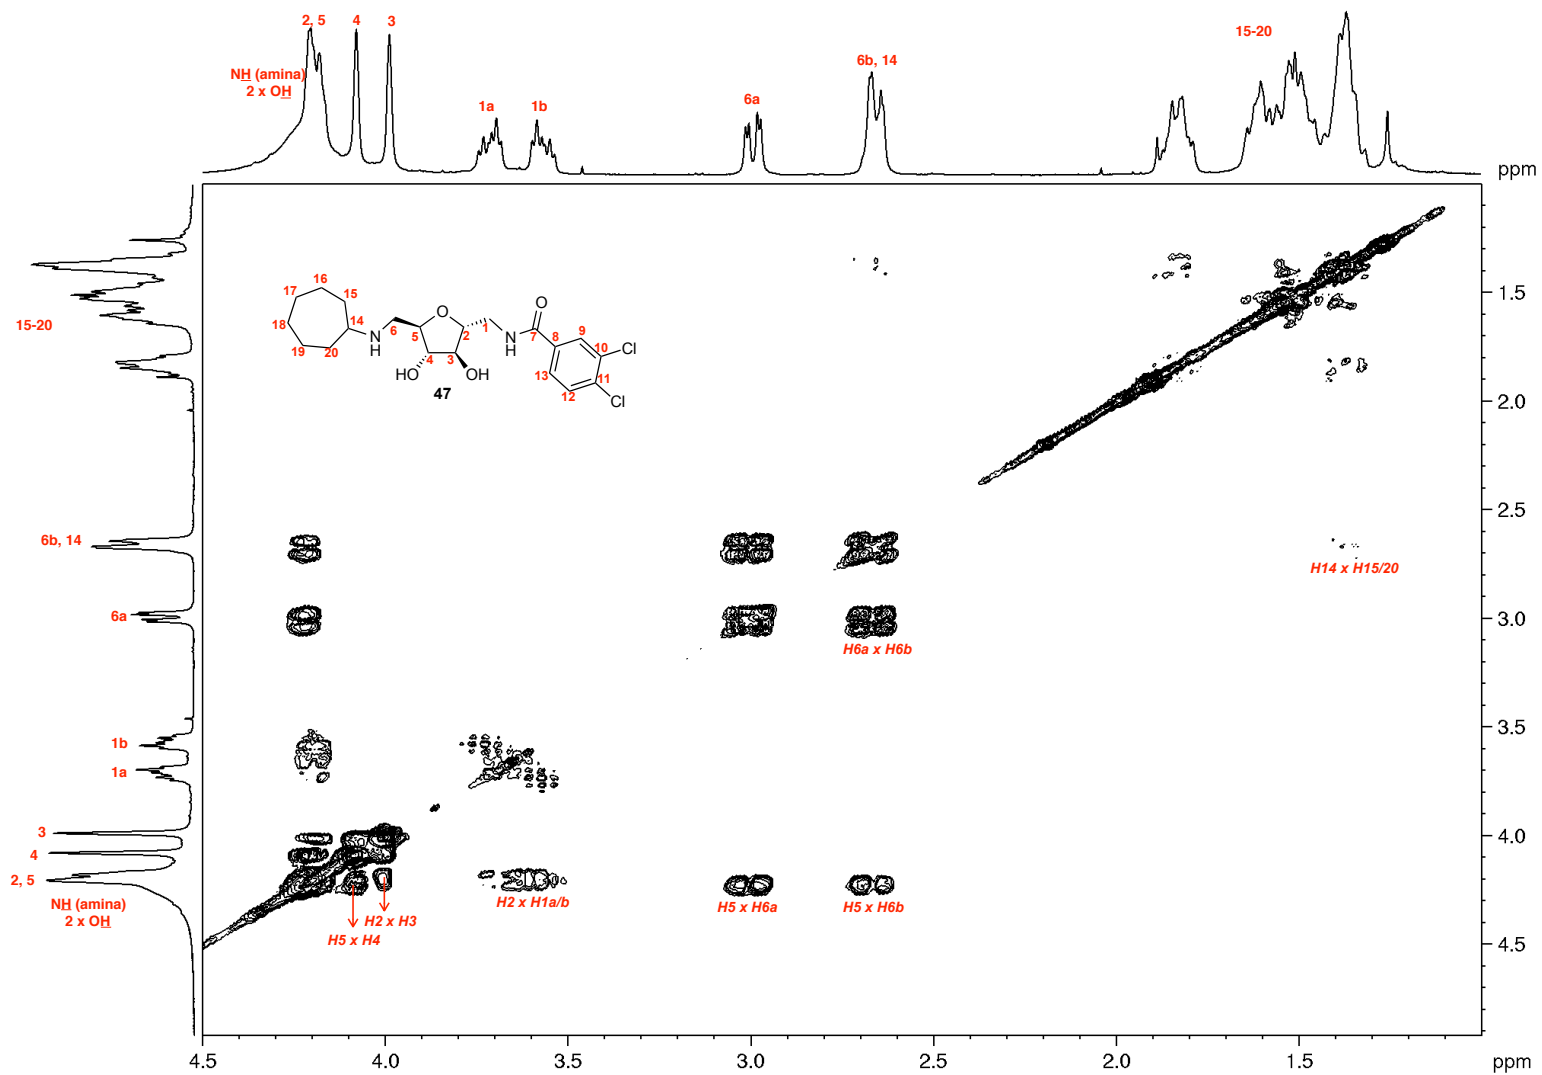 2, 5
4
3
15-20
NH (amina)
2 x OH
6b, 14
1a
1b
6a
ppm
16
17
15
18
14
19
20
N
H
6
5
O
2
1
4
3
HO
OH
N
H
O
7
8
9
10
Cl
11
13
12
Cl
47
1.5
15-20
2.0
2.5
6b, 14
H14 x H15/20
6a
3.0
H6a x H6b
3.5
1b
1a
3
4.0
4
2, 5
NH (amina)
2 x OH
H2 x H1a/b
H5 x H6a
H5 x H6b
H2 x H3
H5 x H4
4.5
4.5
4.0
3.5
3.0
2.5
2.0
1.5
ppm